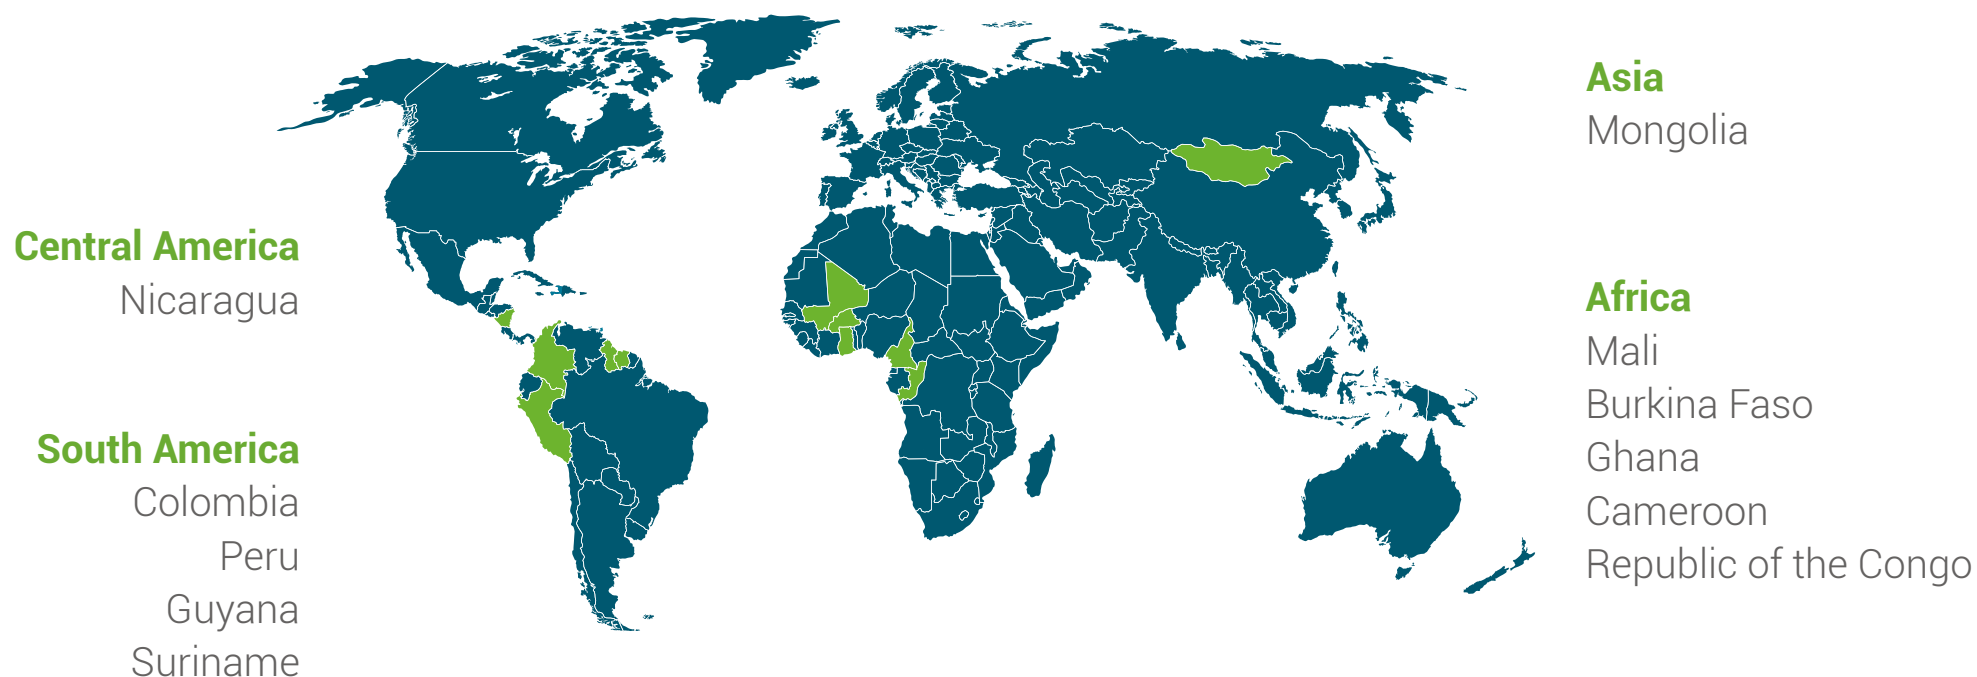 Central America
Nicaragua
South America
Colombia
Peru
Guyana
Suriname
Asia
Mongolia
Africa
Mali
Burkina Faso
Ghana
Cameroon
Republic of the Congo